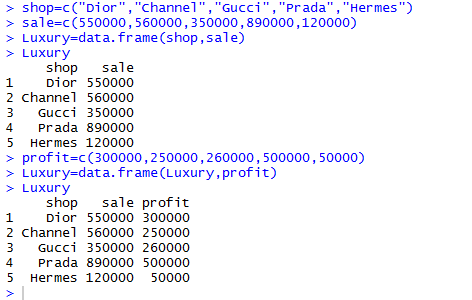 > shop=c("Dior","Channel","Gucci","Prada","Hermes")
> sale=c(550000,560000,350000,890000,120000)
> Luxury=data.frame(shop,sale)
> Luxury
     shop   sale
1    Dior 550000
2 Channel 560000
3   Gucci 350000
4   Prada 890000
5  Hermes 120000
> profit=c(300000,250000,260000,500000,50000)
> Luxury=data.frame(Luxury,profit)
> Luxury
     shop   sale profit
1    Dior 550000 300000
2 Channel 560000 250000
3   Gucci 350000 260000
4   Prada 890000 500000
5  Hermes 120000  50000
>